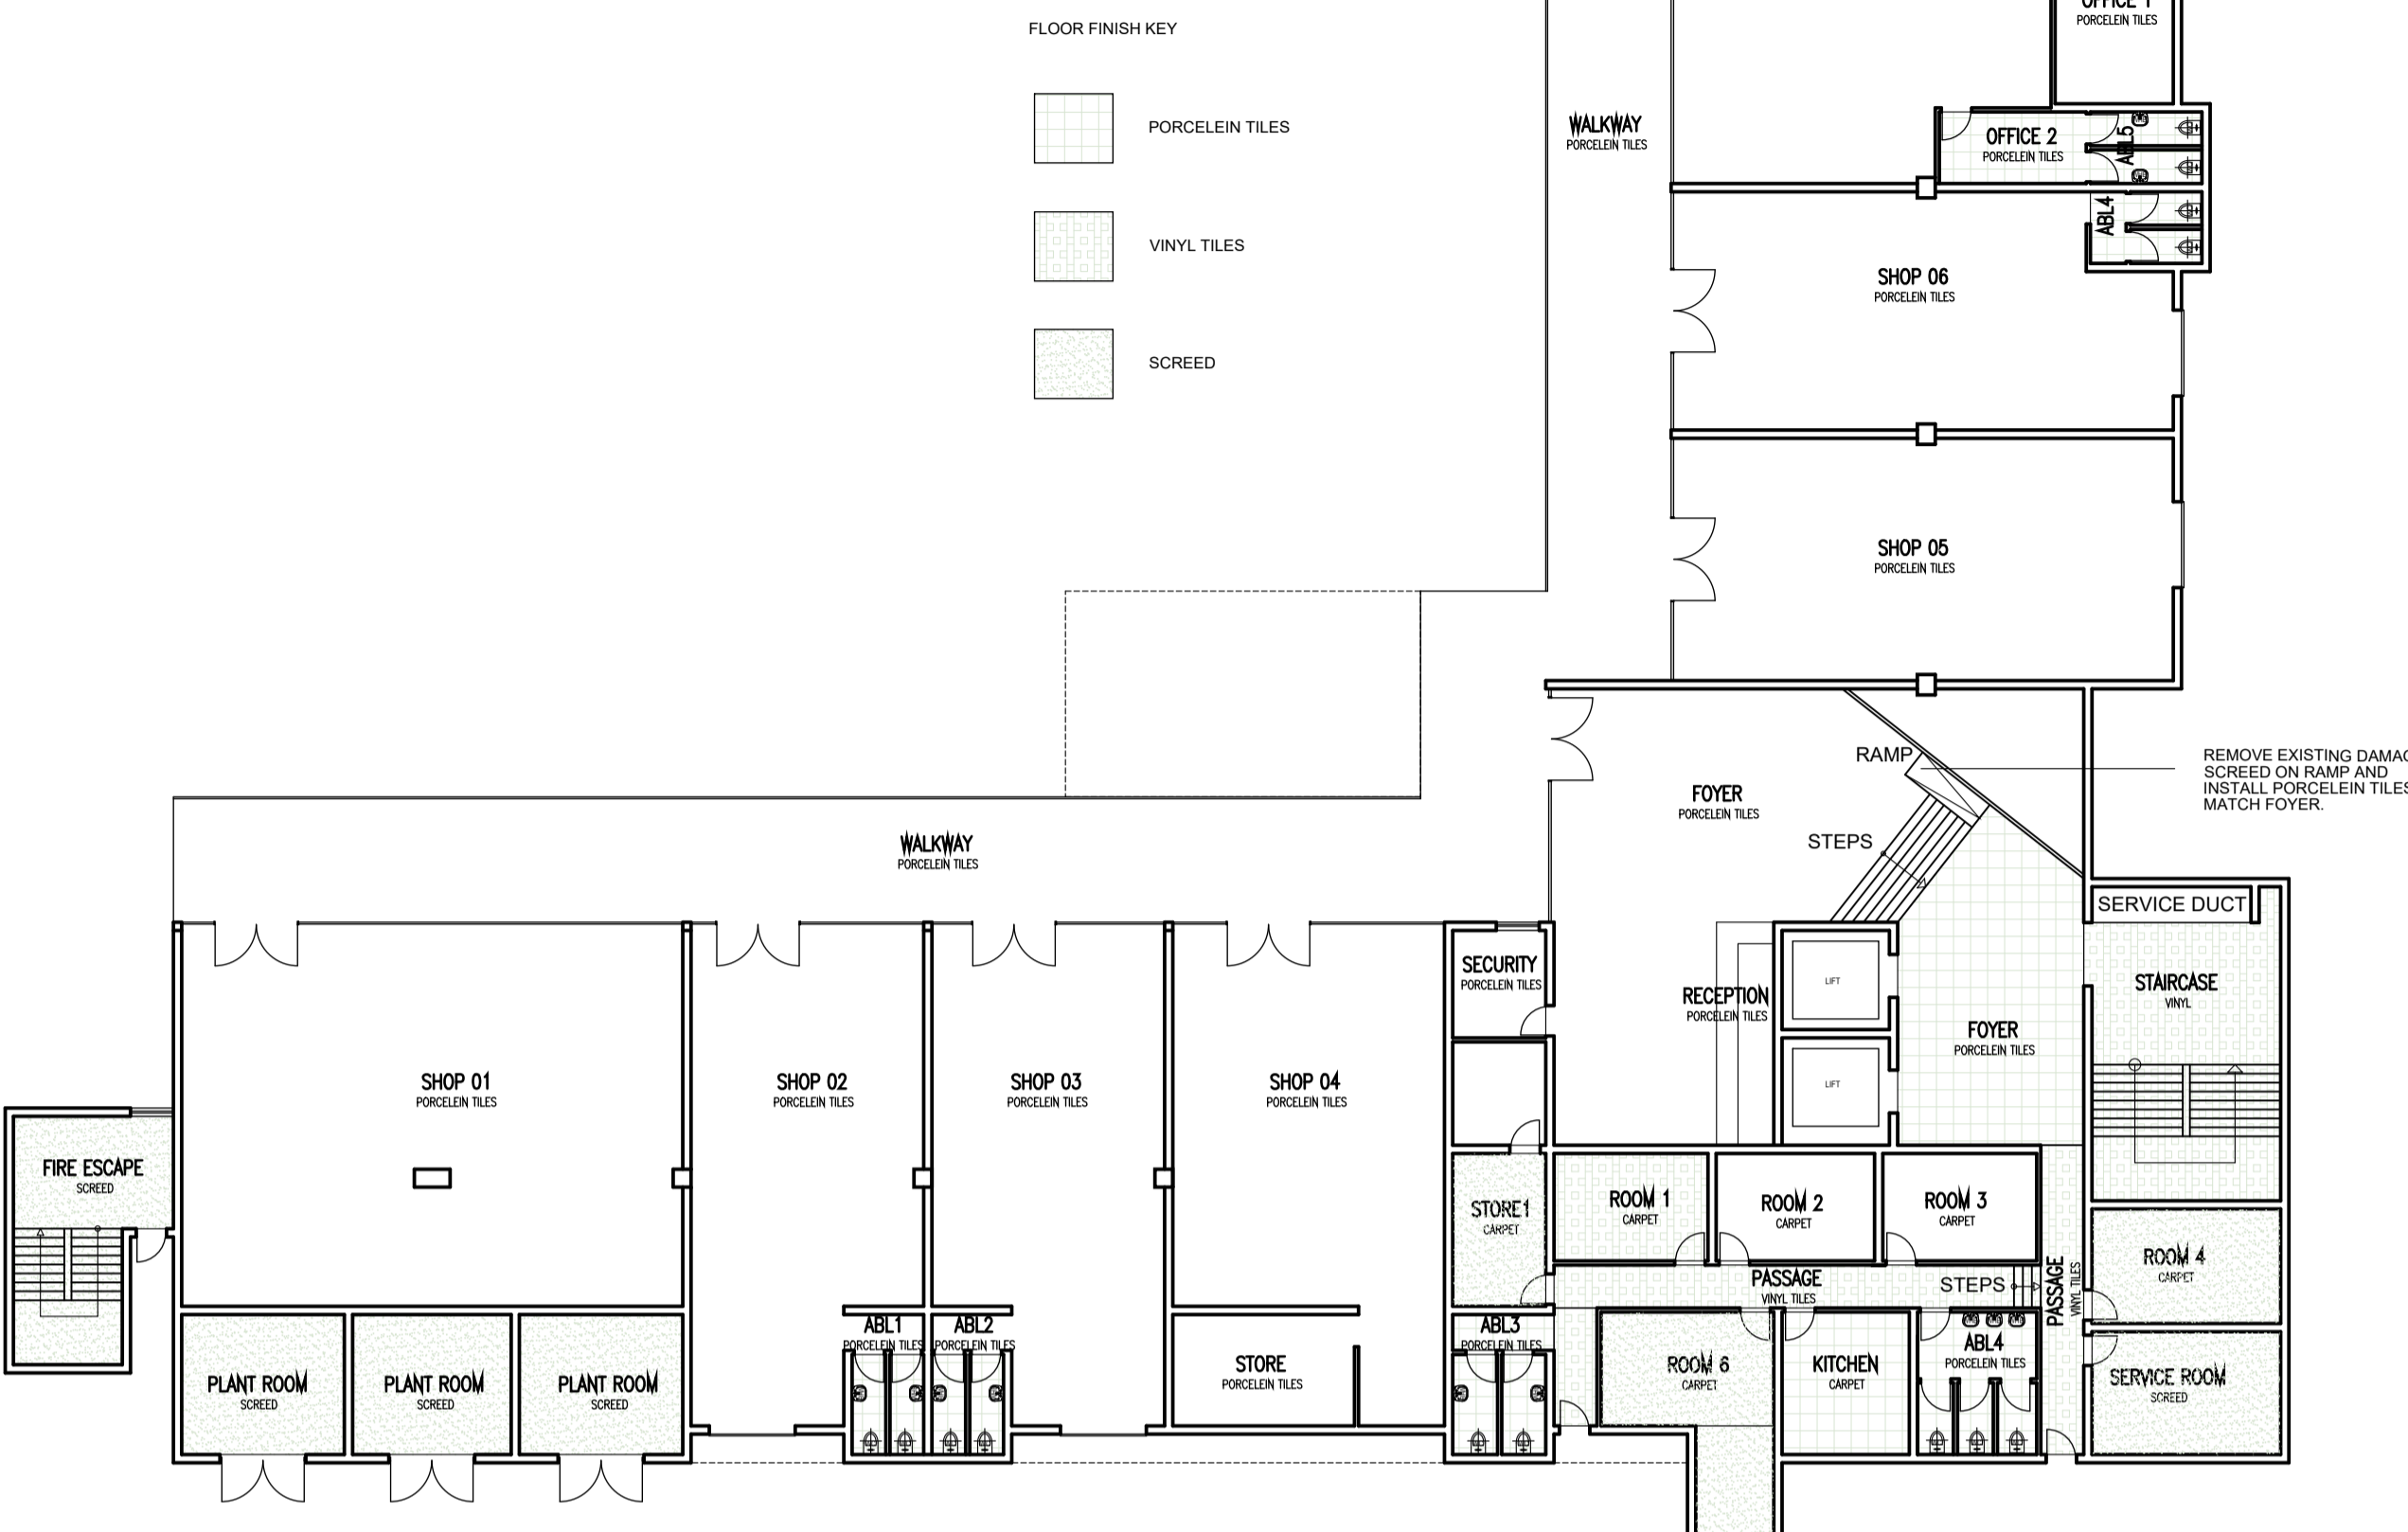 FLOOR FINISH KEY
PORCELEIN TILES
VINYL TILES
SCREED
OFFICE 1
PORCELEIN TILES
WALKWAY
PORCELEIN TILES
OFFICE 2
PORCELEIN TILES
ABL5
ABL4
SHOP 06
PORCELEIN TILES
SHOP 05
PORCELEIN TILES
RAMP
REMOVE EXISTING
SCREED ON RAMP AND
INSTALL PORCELEIN TILES
MATCH FOYER.
FOYER
PORCELEIN TILES
STEPS
WALKWAY
PORCELEIN TILES
SERVICE DUCT
SECURITY
PORCELEIN TILES
RECEPTION
PORCELEIN TILES
LIFT
STAIRCASE
VINYL
FOYER
PORCELEIN TILES
LIFT
SHOP 01
PORCELEIN TILES
SHOP 02
PORCELEIN TILES
SHOP 03
PORCELEIN TILES
SHOP 04
PORCELEIN TILES
FIRE ESCAPE
SCREED
STORE1
CARPET
ROOM 1
CARPET
ROOM 2
CARPET
ROOM 3
CARPET
ROOM 4
CARPET
PASSAGE
VINYL TILES
STEPS
PASSAGE
VINYL TILES
ABL1
PORCELEIN TILES
ABL2
PORCELEIN TILES
ABL3
PORCELEIN TILES
ABL4
PORCELEIN TILES
STORE
PORCELEIN TILES
ROOM 6
CARPET
KITCHEN
CARPET
SERVICE ROOM
SCREED
PLANT ROOM
SCREED
PLANT ROOM
SCREED
PLANT ROOM
SCREED